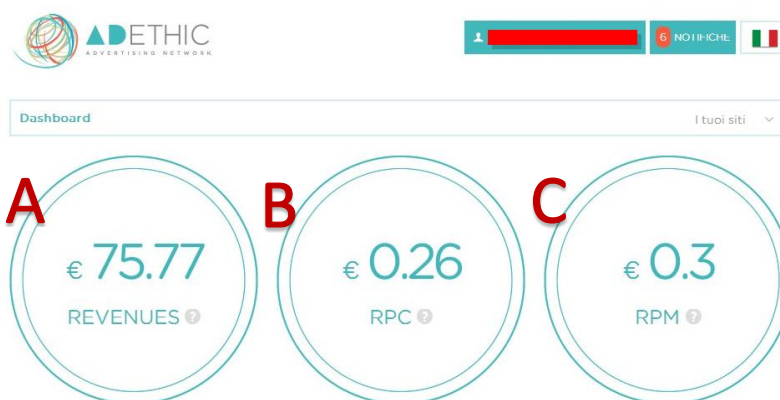 ADETHIC
ADVERTISING NETWORK
6 NOTIFICHE
Dashboard
I tuoi siti
A
B
C
€ 75.77
€ 0.26
€ 0.3
REVENUES ?
RPC ?
RPM ?